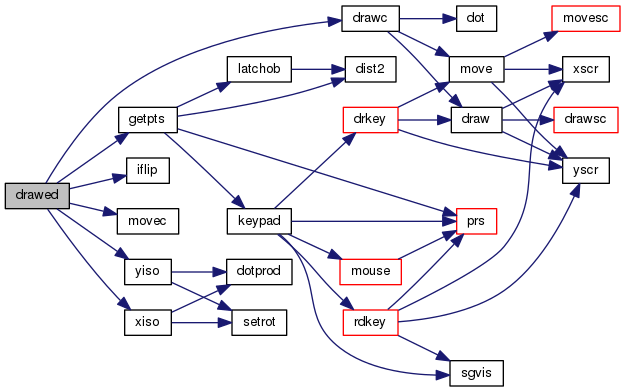 drawed
drawc
getpts
iflip
movec
yiso
xiso
latchob
keypad
dotprod
setrot
dist2
drkey
mouse
rdkey
dot
move
draw
prs
sgvis
movesc
xscr
drawsc
yscr